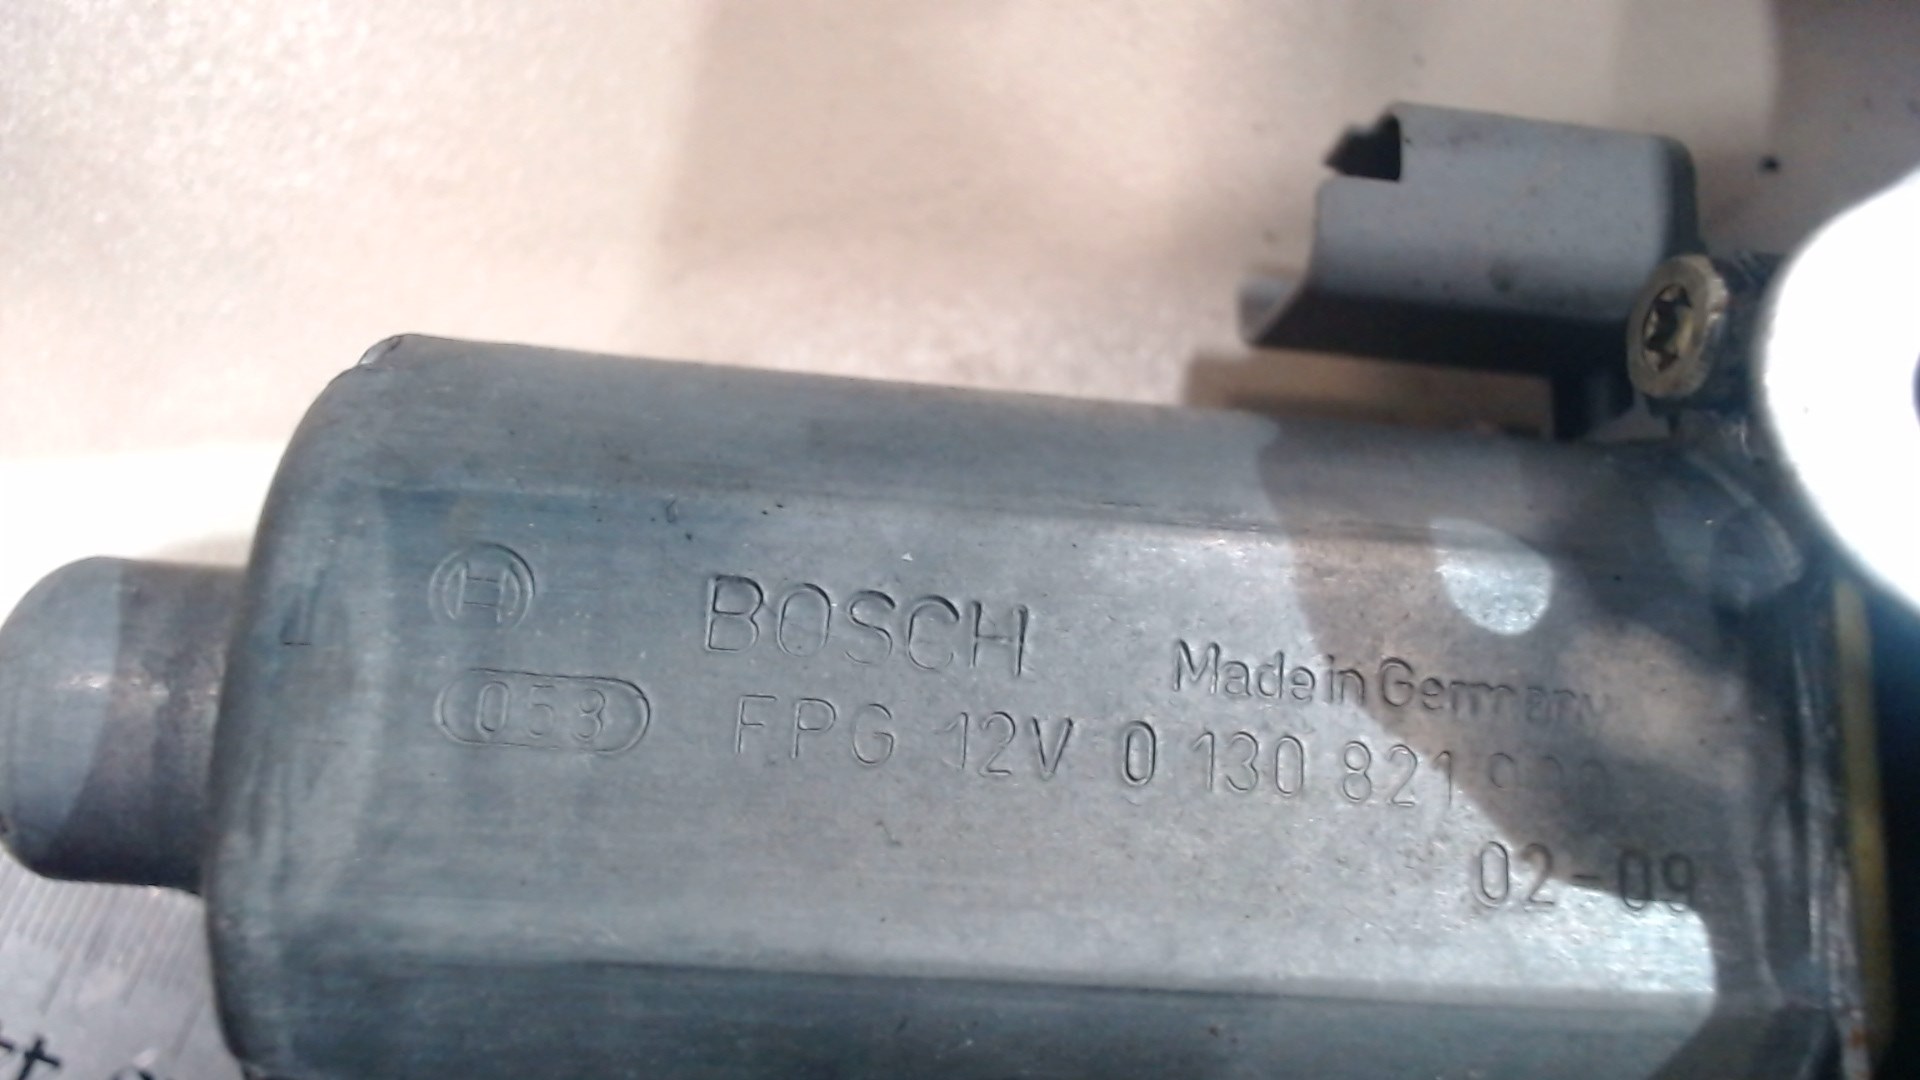 BOSCH
Made in Germany
053 FPG 12V 0 130 821
02-09